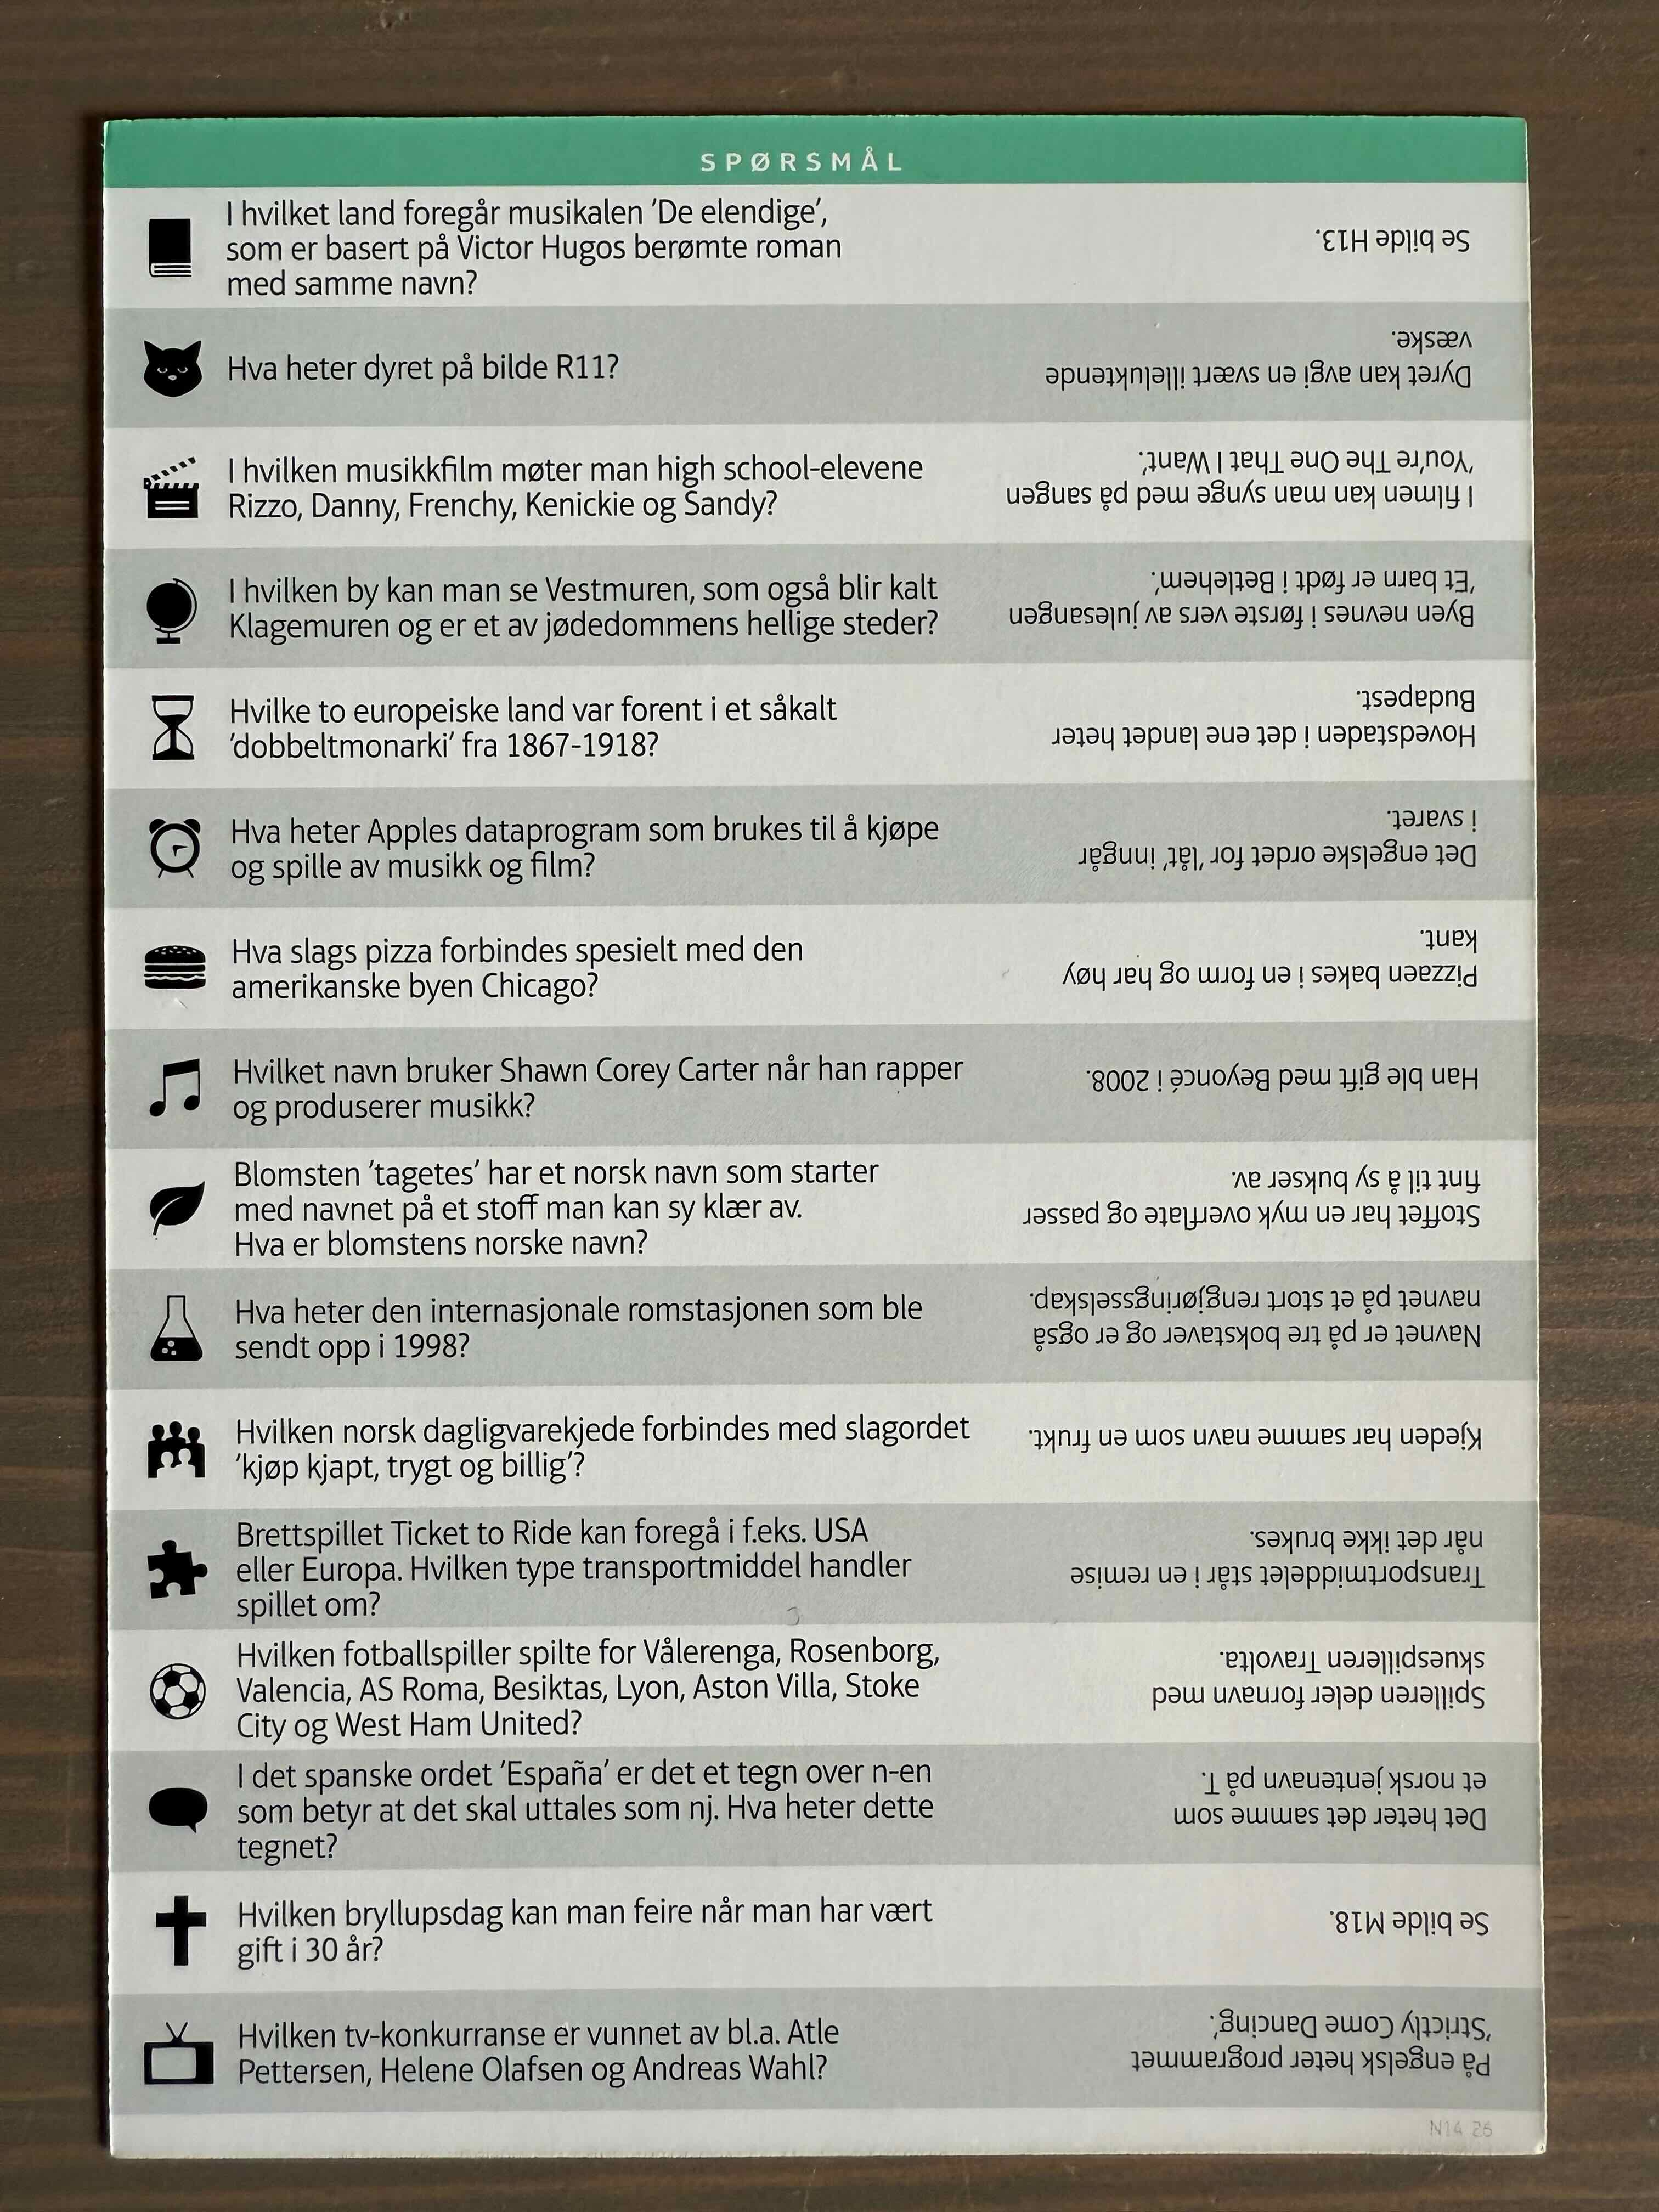 SPØRSMÅL
I hvilket land foregår musikalen 'De elendige',
som er basert på Victor Hugos berømte roman
med samme navn?
Se bilde H13.
Hva heter dyret på bilde R11?
Dyret kan avgi en svært illeluktende
væske.
I hvilken musikkfilm møter man high school-elevene
Rizzo, Danny, Frenchy, Kenickie og Sandy?
I filmen kan man synge med på sangen
'You're The One That I Want'.
I hvilken by kan man se Vestmuren, som også blir kalt
Klagemuren og er et av jødedommens hellige steder?
Byen nevnes i første vers av julesangen
'Et barn er født i Betlehem'.
Hvilke to europeiske land var forent i et såkalt
'dobbeltmonarki' fra 1867-1918?
Hovedstaden i det ene landet heter
Budapest.
Hva heter Apples dataprogram som brukes til å kjøpe
og spille av musikk og film?
Det engelske ordet for 'låt' inngår
i svaret.
Hva slags pizza forbindes spesielt med den
amerikanske byen Chicago?
Pizzaen bakes i en form og har høy
kant.
Hvilket navn bruker Shawn Corey Carter når han rapper
og produserer musikk?
Han ble gift med Beyoncé i 2008.
Blomsten 'tagetes' har et norsk navn som starter
med navnet på et stoff man kan sy klær av.
Hva er blomstens norske navn?
Stoffet har en myk overflate og passer
fint til å sy bukser av.
Hva heter den internasjonale romstasjonen som ble
sendt opp i 1998?
Navnet er på tre bokstaver og er også
navnet på et stort rengjøringsselskap.
Hvilken norsk dagligvarekjede forbindes med slagordet
'kjøp kjapt, trygt og billig'?
Kjeden har samme navn som en frukt.
Brettspillet Ticket to Ride kan foregå i f.eks. USA
eller Europa. Hvilken type transportmiddel handler
spillet om?
Transportmiddelet står i en remise
når det ikke brukes.
Hvilken fotballspiller spilte for Vålerenga, Rosenborg,
Valencia, AS Roma, Besiktas, Lyon, Aston Villa, Stoke
City og West Ham United?
Spilleren deler fornavn med
skuespilleren Travolta.
I det spanske ordet 'España' er det et tegn over n-en
som betyr at det skal uttales som nj. Hva heter dette
tegnet?
Det heter det samme som
et norsk jentenavn på T.
Hvilken bryllupsdag kan man feire når man har vært
gift i 30 år?
Se bilde M18.
Hvilken tv-konkurranse er vunnet av bl.a. Atle
Pettersen, Helene Olafsen og Andreas Wahl?
På engelsk heter programmet
'Strictly Come Dancing'.
N14 26